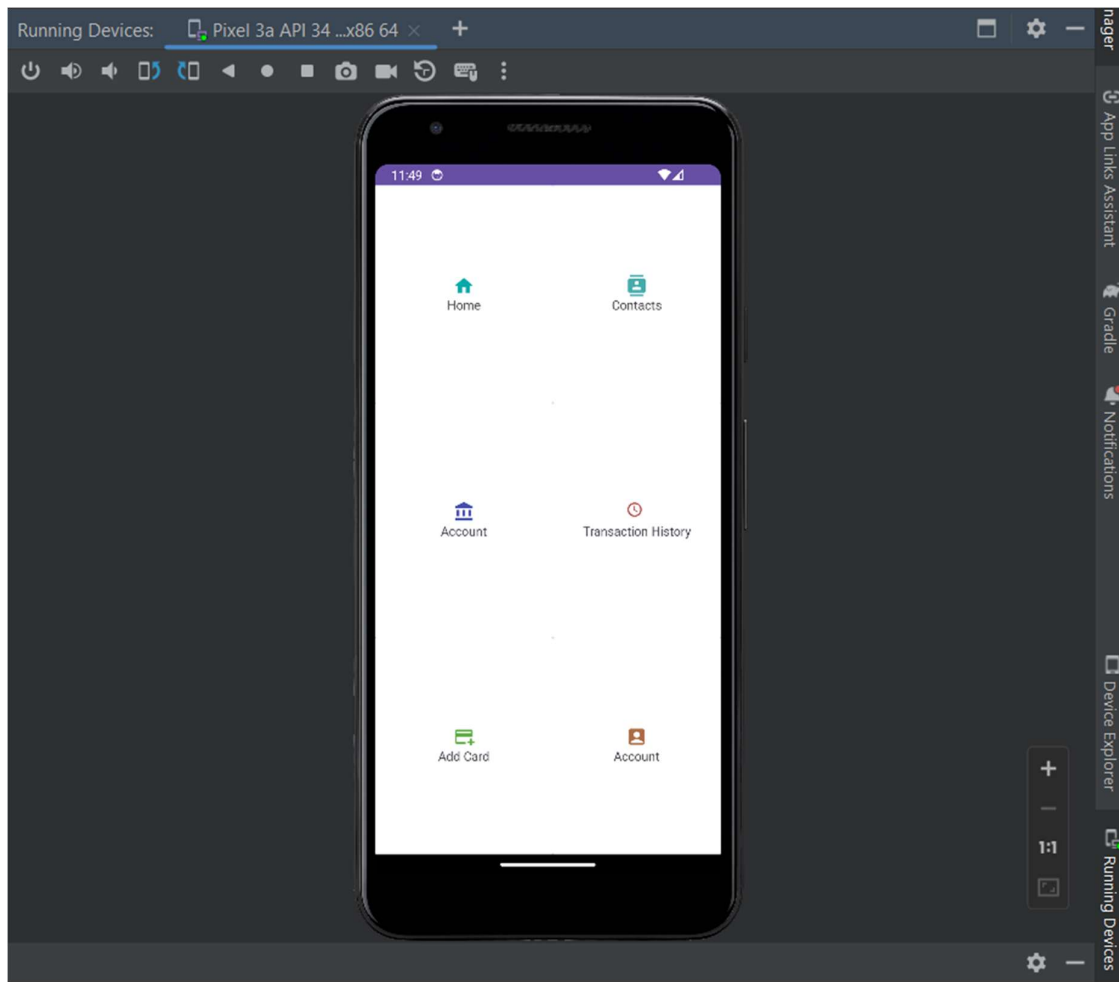 Running Devices: Pixel 3a API 34 ...x86 64
11:49
Home
Contacts
Account
Transaction History
Add Card
Account
1:1
nager
App Links Assistant
Gradle
Notifications
Device Explorer
Running Devices